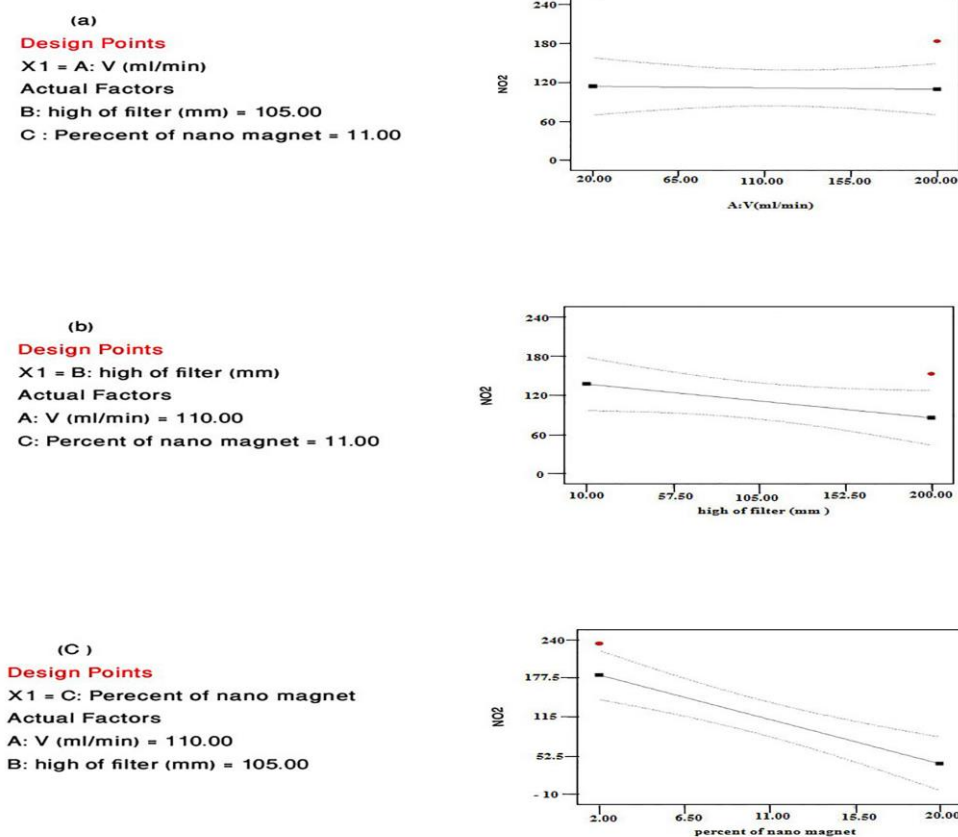 (a)
Design Points
X1 = A: V (ml/min)
Actual Factors
B: high of filter (mm) = 105.00
C : Perecent of nano magnet = 11.00
240
180
120
60
0
NO2
20.00 65.00 110.00 155.00 200.00
A:V(ml/min)
(b)
Design Points
X1 = B: high of filter (mm)
Actual Factors
A: V (ml/min) = 110.00
C: Percent of nano magnet = 11.00
240
180
120
60
0
NO2
10.00 57.50 105.00 152.50 200.00
high of filter (mm )
(C )
Design Points
X1 = C: Perecent of nano magnet
Actual Factors
A: V (ml/min) = 110.00
B: high of filter (mm) = 105.00
240
177.5
115
52.5
- 10
NO2
2.00 6.50 11.00 15.50 20.00
percent of nano magnet